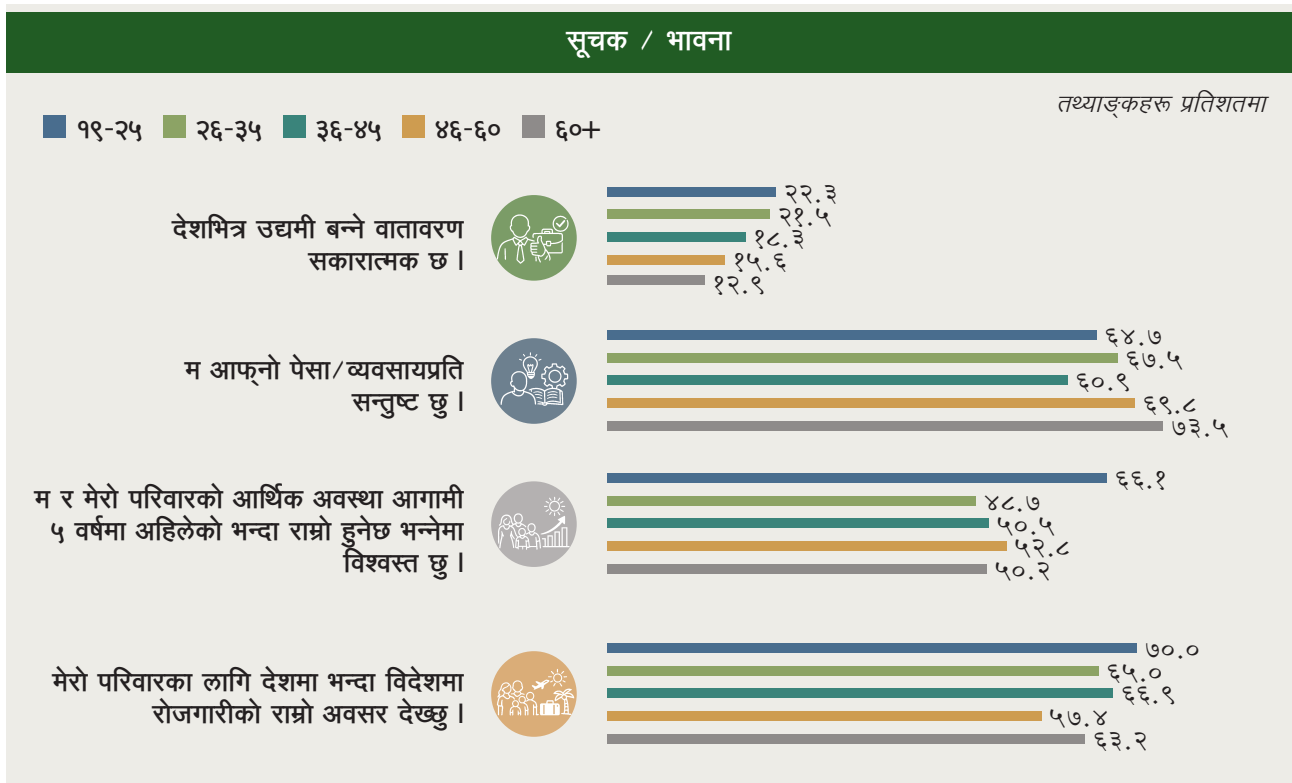 सूचक / भावना
तथ्याङ्कहरू प्रतिशतमा
१९-२५ २६-३५ ३६-४५ ४६-६० ६०+
देशभित्र उद्यमी बन्ने वातावरण
सकारात्मक छ ।
२२.३
२१.५
१८.३
१५.६
१२.९
म आफ्नो पेसा/व्यवसायप्रति
सन्तुष्ट छु ।
६४.७
६७.५
६०.९
६९.८
७३.५
म र मेरो परिवारको आर्थिक अवस्था आगामी
५ वर्षमा अहिलेको भन्दा राम्रो हुनेछ भन्नेमा
विश्वस्त छु ।
६६.१
४८.७
५०.५
५२.८
५०.२
मेरो परिवारका लागि देशमा भन्दा विदेशमा
रोजगारीको राम्रो अवसर देख्छु ।
७०.०
६५.०
६६.९
५७.४
६३.२